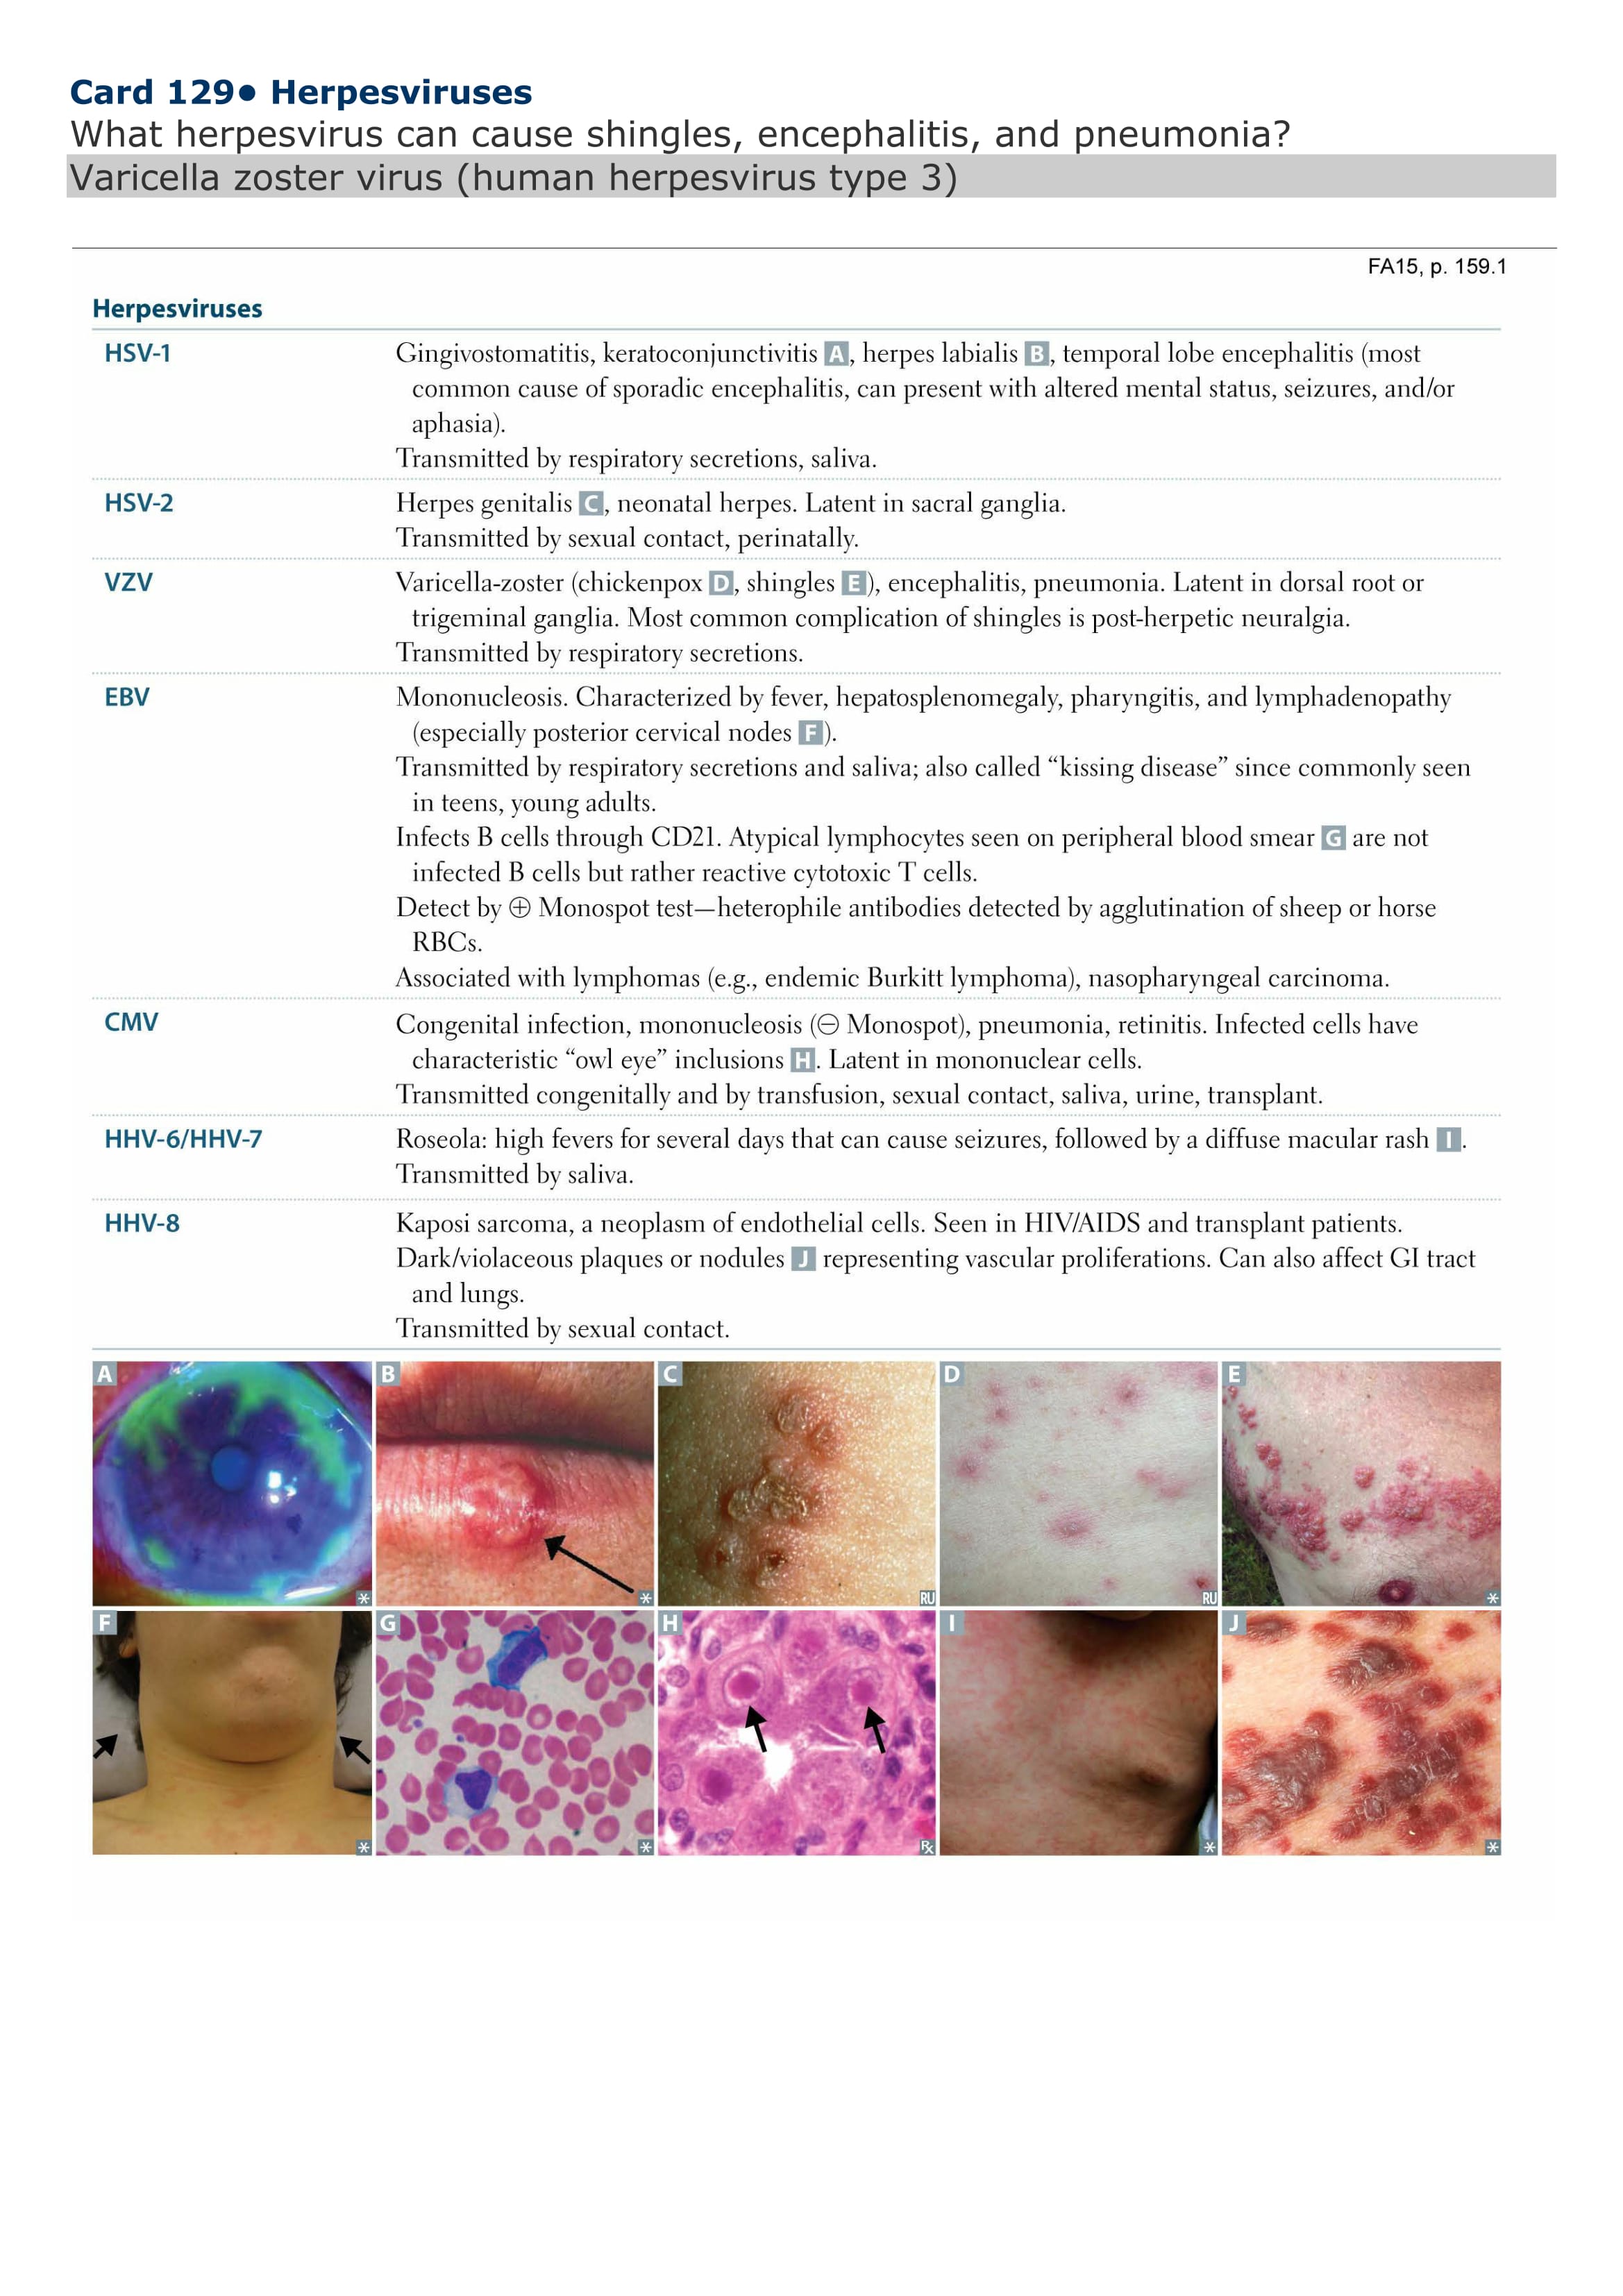 Card 129● Herpesviruses
What herpesvirus can cause shingles, encephalitis, and pneumonia?
Varicella zoster virus (human herpesvirus type 3)
FA15, p. 159.1
Herpesviruses
HSV-1
Gingivostomatitis, keratoconjunctivitis A, herpes labialis B, temporal lobe encephalitis (most
common cause of sporadic encephalitis, can present with altered mental status, seizures, and/or
aphasia).
Transmitted by respiratory secretions, saliva.
HSV-2
Herpes genitalis C, neonatal herpes. Latent in sacral ganglia.
Transmitted by sexual contact, perinatally.
VZV
Varicella-zoster (chickenpox D, shingles E), encephalitis, pneumonia. Latent in dorsal root or
trigeminal ganglia. Most common complication of shingles is post-herpetic neuralgia.
Transmitted by respiratory secretions.
EBV
Mononucleosis. Characterized by fever, hepatosplenomegaly, pharyngitis, and lymphadenopathy
(especially posterior cervical nodes F).
Transmitted by respiratory secretions and saliva; also called “kissing disease” since commonly seen
in teens, young adults.
Infects B cells through CD21. Atypical lymphocytes seen on peripheral blood smear G are not
infected B cells but rather reactive cytotoxic T cells.
Detect by ⊕ Monospot test—heterophile antibodies detected by agglutination of sheep or horse
RBCs.
Associated with lymphomas (e.g., endemic Burkitt lymphoma), nasopharyngeal carcinoma.
CMV
Congenital infection, mononucleosis (⊖ Monospot), pneumonia, retinitis. Infected cells have
characteristic “owl eye” inclusions H. Latent in mononuclear cells.
Transmitted congenitally and by transfusion, sexual contact, saliva, urine, transplant.
HHV-6/HHV-7
Roseola: high fevers for several days that can cause seizures, followed by a diffuse macular rash I.
Transmitted by saliva.
HHV-8
Kaposi sarcoma, a neoplasm of endothelial cells. Seen in HIV/AIDS and transplant patients.
Dark/violaceous plaques or nodules J representing vascular proliferations. Can also affect GI tract
and lungs.
Transmitted by sexual contact.
A B C D E
* * RU RU *
F G H I J
* * ℞ * *